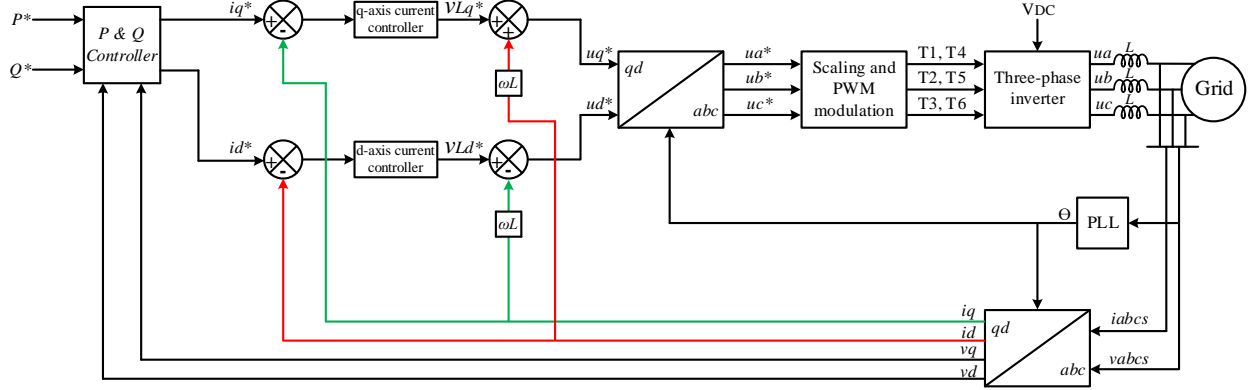 P*
Q*
P & Q
Controller
iq*
id*
+
-
q-axis current
controller
vLq*
+
+
ωL
+
-
d-axis current
controller
vLd*
+
-
ωL
uq*
ud*
qd
abc
ua*
ub*
uc*
Scaling and
PWM
modulation
T1, T4
T2, T5
T3, T6
VDC
Three-phase
inverter
ua
ub
uc
L
L
L
Grid
Θ
PLL
iq
id
vq
vd
qd
abc
iabcs
vabcs